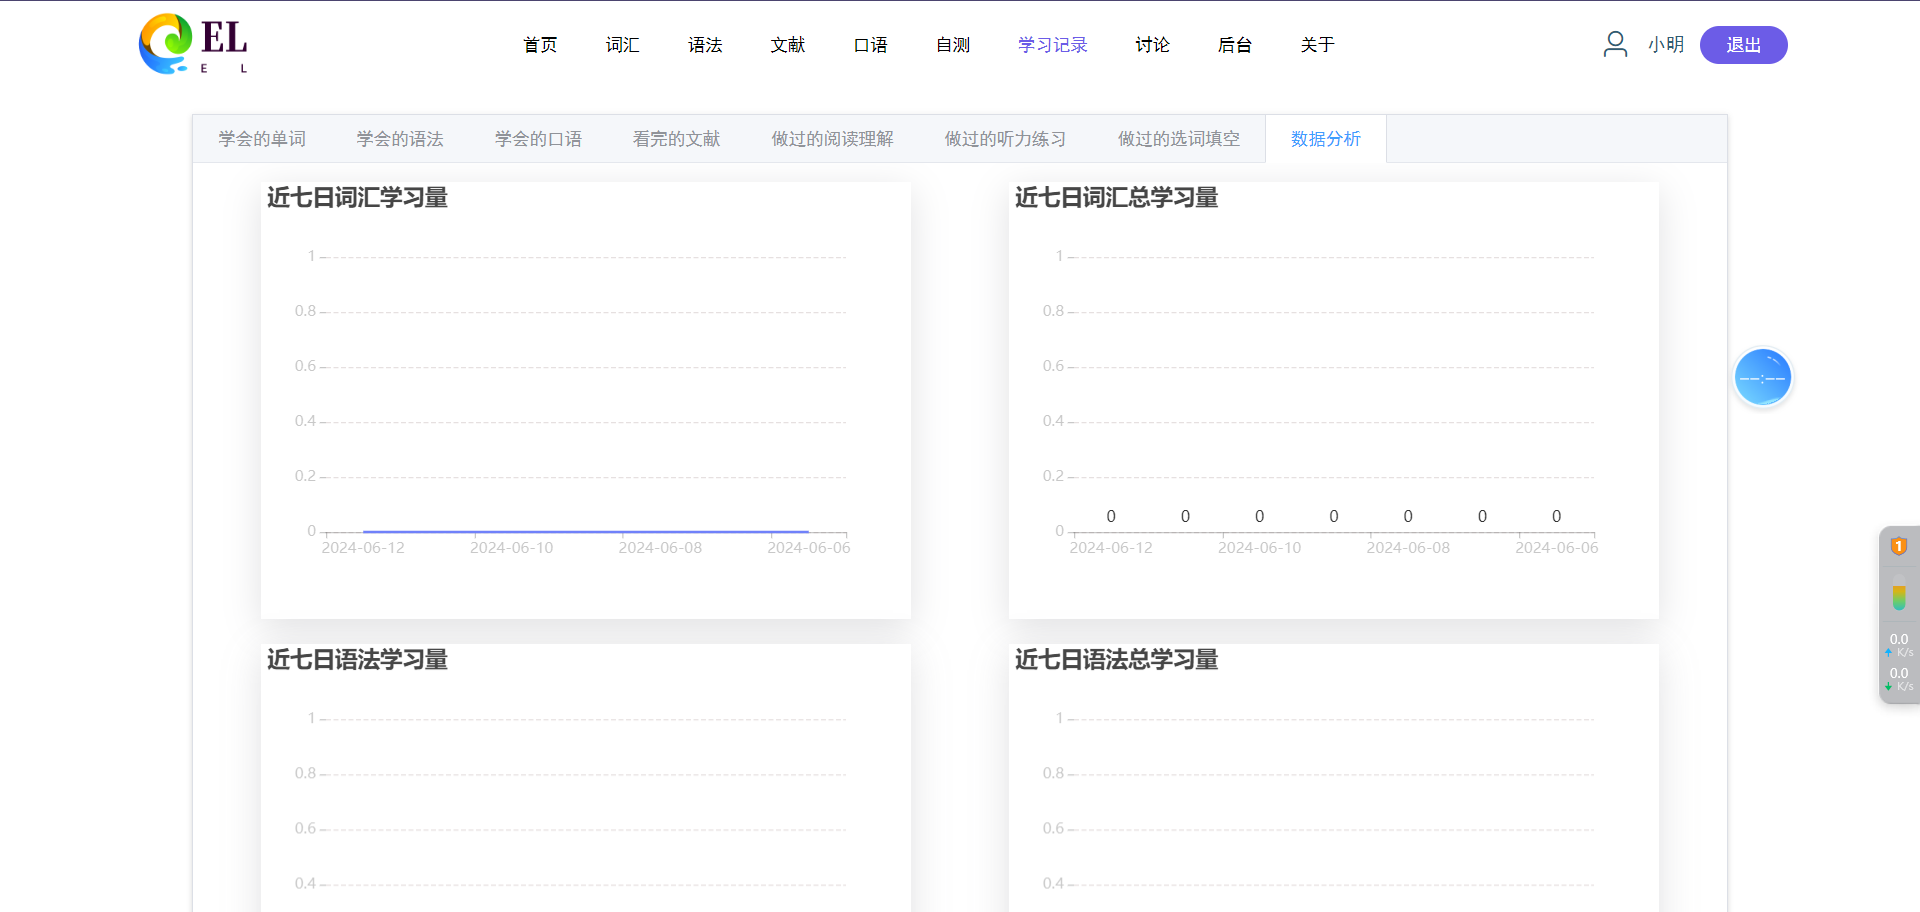 EL
E L
首页 词汇 语法 文献 口语 自测 学习记录 讨论 后台 关于
小明 退出
学会的单词 学会的语法 学会的口语 看完的文献 做过的阅读理解 做过的听力练习 做过的选词填空 数据分析
近七日词汇学习量
1
0.8
0.6
0.4
0.2
0
2024-06-12 2024-06-10 2024-06-08 2024-06-06
近七日词汇总学习量
1
0.8
0.6
0.4
0.2
0 0 0 0 0 0 0
0
2024-06-12 2024-06-10 2024-06-08 2024-06-06
近七日语法学习量
1
0.8
0.6
0.4
近七日语法总学习量
1
0.8
0.6
0.4
--:--
1
0.0
K/s
0.0
K/s